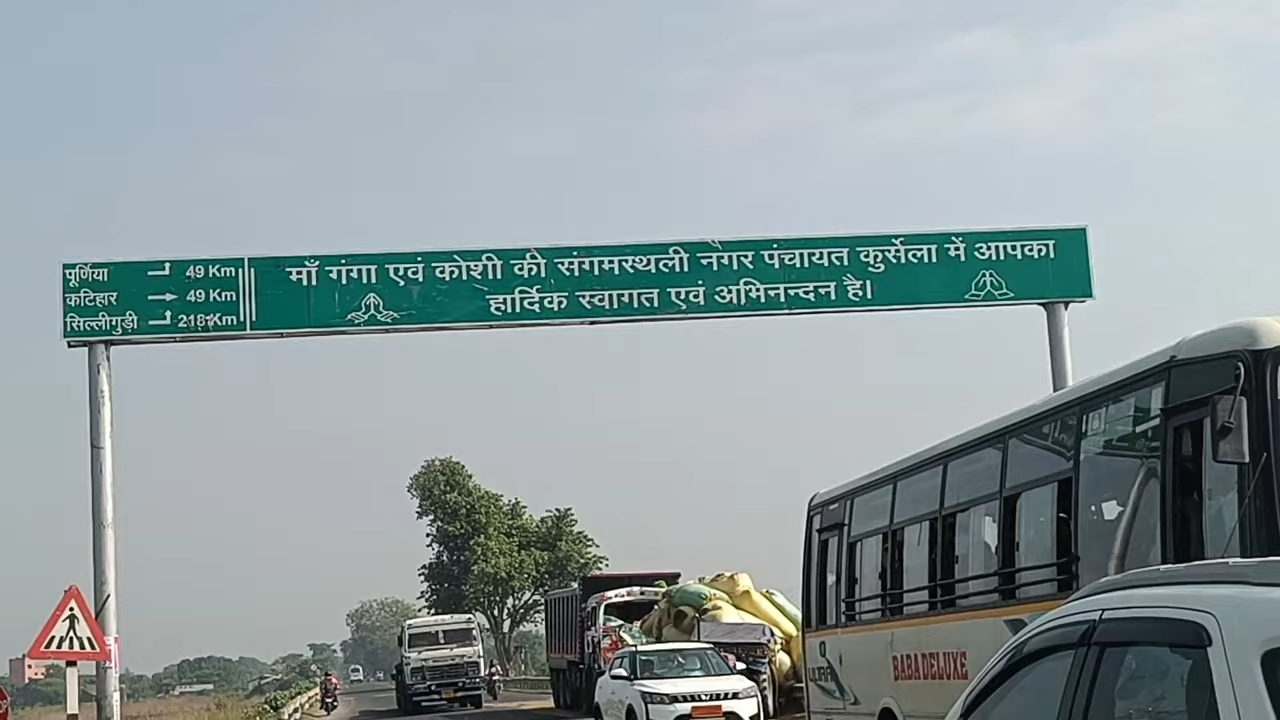 पूर्णिया 49 Km
कटिहार 49 Km
सिल्लीगुड़ी 218 Km
माँ गंगा एवं कोशी की संगमस्थली नगर पंचायत कुर्सेला में आपका
हार्दिक स्वागत एवं अभिनन्दन है।
BABA DELUXE